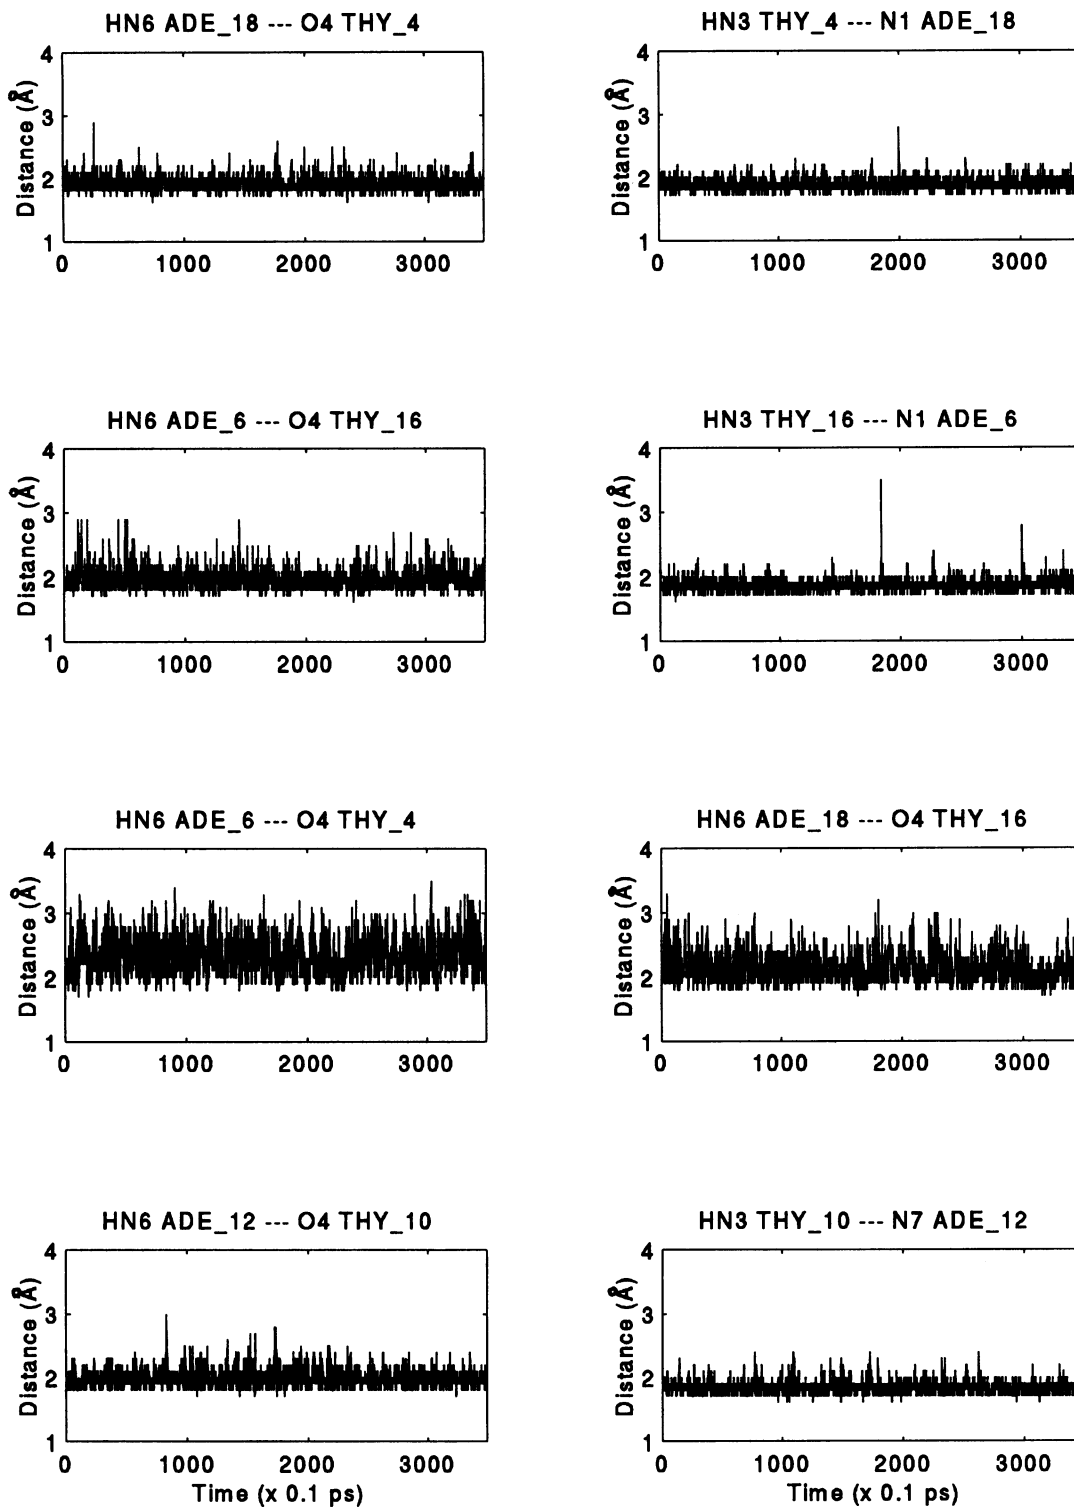 HN6 ADE_18 --- O4 THY_4
HN3 THY_4 --- N1 ADE_18
4
3
2
1
Distance (Å)
0 1000 2000 3000
4
3
2
1
Distance (Å)
0 1000 2000 3000
HN6 ADE_6 --- O4 THY_16
HN3 THY_16 --- N1 ADE_6
4
3
2
1
Distance (Å)
0 1000 2000 3000
4
3
2
1
Distance (Å)
0 1000 2000 3000
HN6 ADE_6 --- O4 THY_4
HN6 ADE_18 --- O4 THY_16
4
3
2
1
Distance (Å)
0 1000 2000 3000
4
3
2
1
Distance (Å)
0 1000 2000 3000
HN6 ADE_12 --- O4 THY_10
HN3 THY_10 --- N7 ADE_12
4
3
2
1
Distance (Å)
0 1000 2000 3000
Time (x 0.1 ps)
4
3
2
1
Distance (Å)
0 1000 2000 3000
Time (x 0.1 ps)